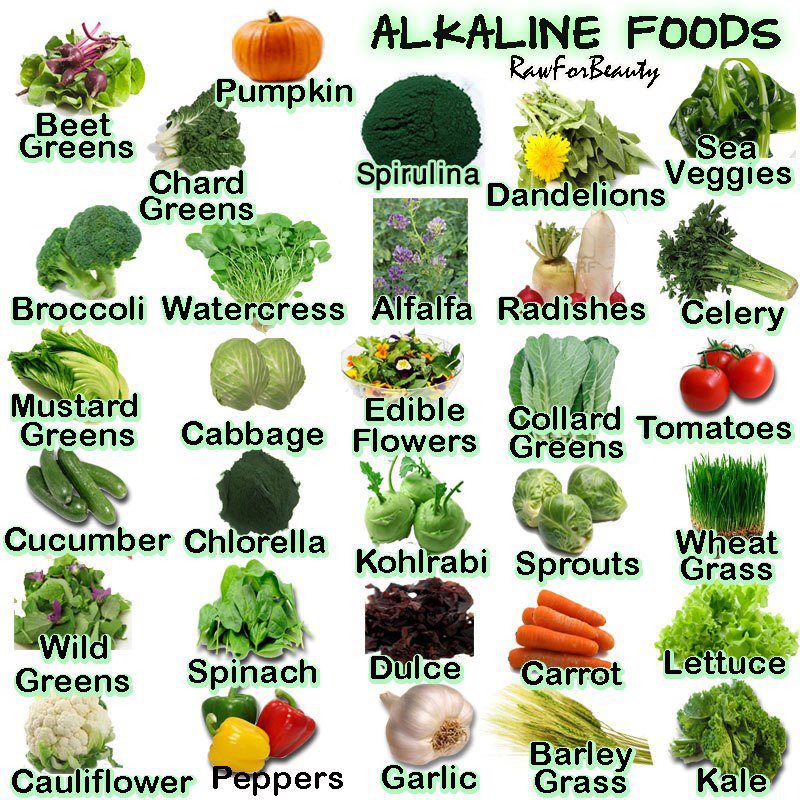 ALKALINE FOODS
RawForBeauty
Beet
Greens
Pumpkin
Chard
Greens
Spirulina
Dandelions
Sea
Veggies
Broccoli
Watercress
Alfalfa
Radishes
Celery
Mustard
Greens
Cabbage
Edible
Flowers
Collard
Greens
Tomatoes
Cucumber
Chlorella
Kohlrabi
Sprouts
Wheat
Grass
Wild
Greens
Spinach
Dulce
Carrot
Lettuce
Cauliflower
Peppers
Garlic
Barley
Grass
Kale